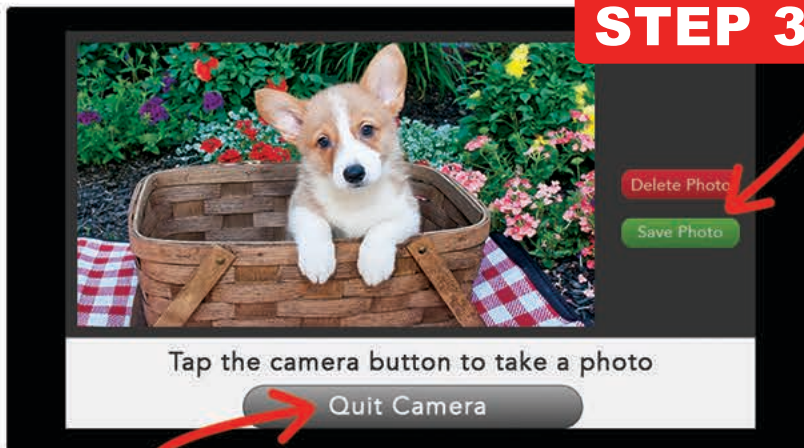 STEP 3
Delete Photo
Save Photo
Tap the camera button to take a photo
Quit Camera